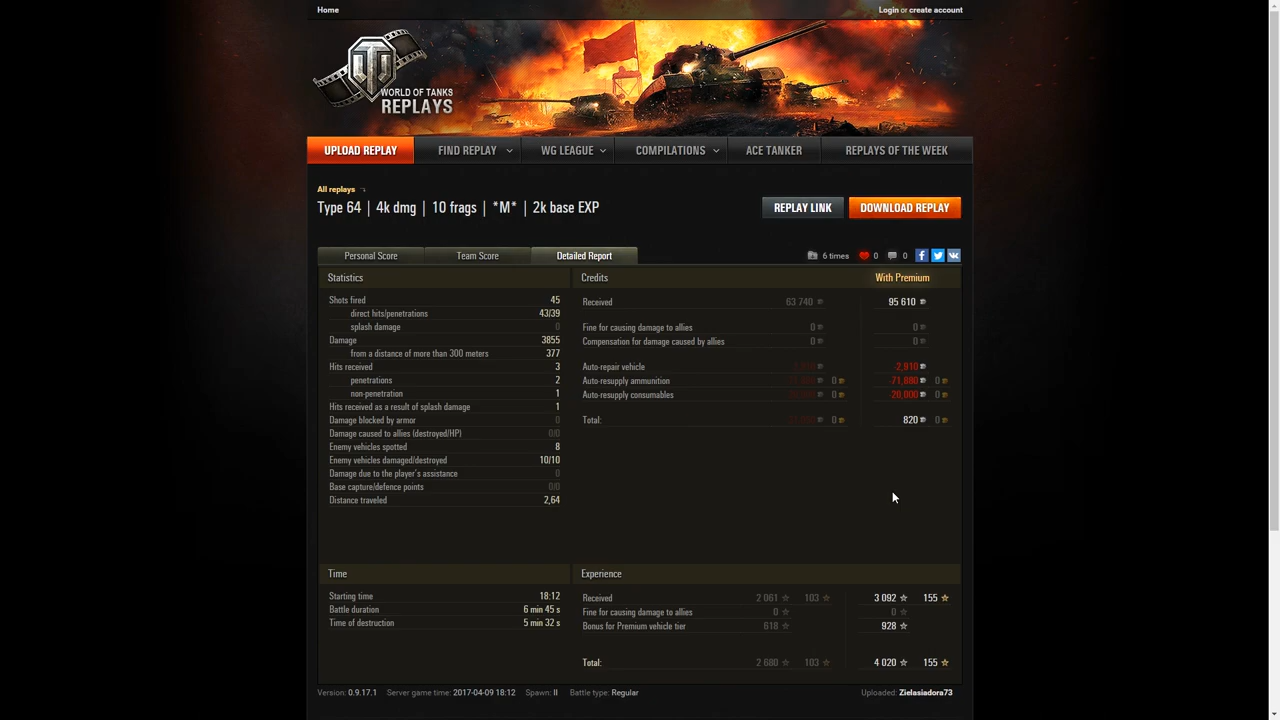 Home
Login or create account
WORLD OF TANKS
REPLAYS
UPLOAD REPLAY FIND REPLAY WG LEAGUE COMPILATIONS ACE TANKER REPLAYS OF THE WEEK
All replays
Type 64 | 4k dmg | 10 frags | *M* | 2k base EXP
REPLAY LINK DOWNLOAD REPLAY
Personal Score Team Score Detailed Report 6 times 0 0
Statistics Credits With Premium
Shots fired 45 Received 63 740 95 610
direct hits/penetrations 43/39
splash damage 0 Fine for causing damage to allies 0 0
Damage 3855 Compensation for damage caused by allies 0 0
from a distance of more than 300 meters 377
Hits received 3 Auto-repair vehicle -2,910
penetrations 2 Auto-resupply ammunition 0 -71,880 0
non-penetration 1 Auto-resupply consumables 0 -20,000 0
Hits received as a result of splash damage 1
Damage blocked by armor 0 Total: 0 820 0
Damage caused to allies (destroyed/HP) 0/0
Enemy vehicles spotted 8
Enemy vehicles damaged/destroyed 10/10
Damage due to the player's assistance 0
Base capture/defence points 0/0
Distance traveled 2,64
Time Experience
Starting time 18:12 Received 2 061 103 3 092 155
Battle duration 6 min 45 s Fine for causing damage to allies 0 0
Time of destruction 5 min 32 s Bonus for Premium vehicle tier 618 928
Total: 2 680 103 4 020 155
Version: 0.9.17.1 Server game time: 2017-04-09 18:12 Spawn: II Battle type: Regular Uploaded: Zielasiadora73